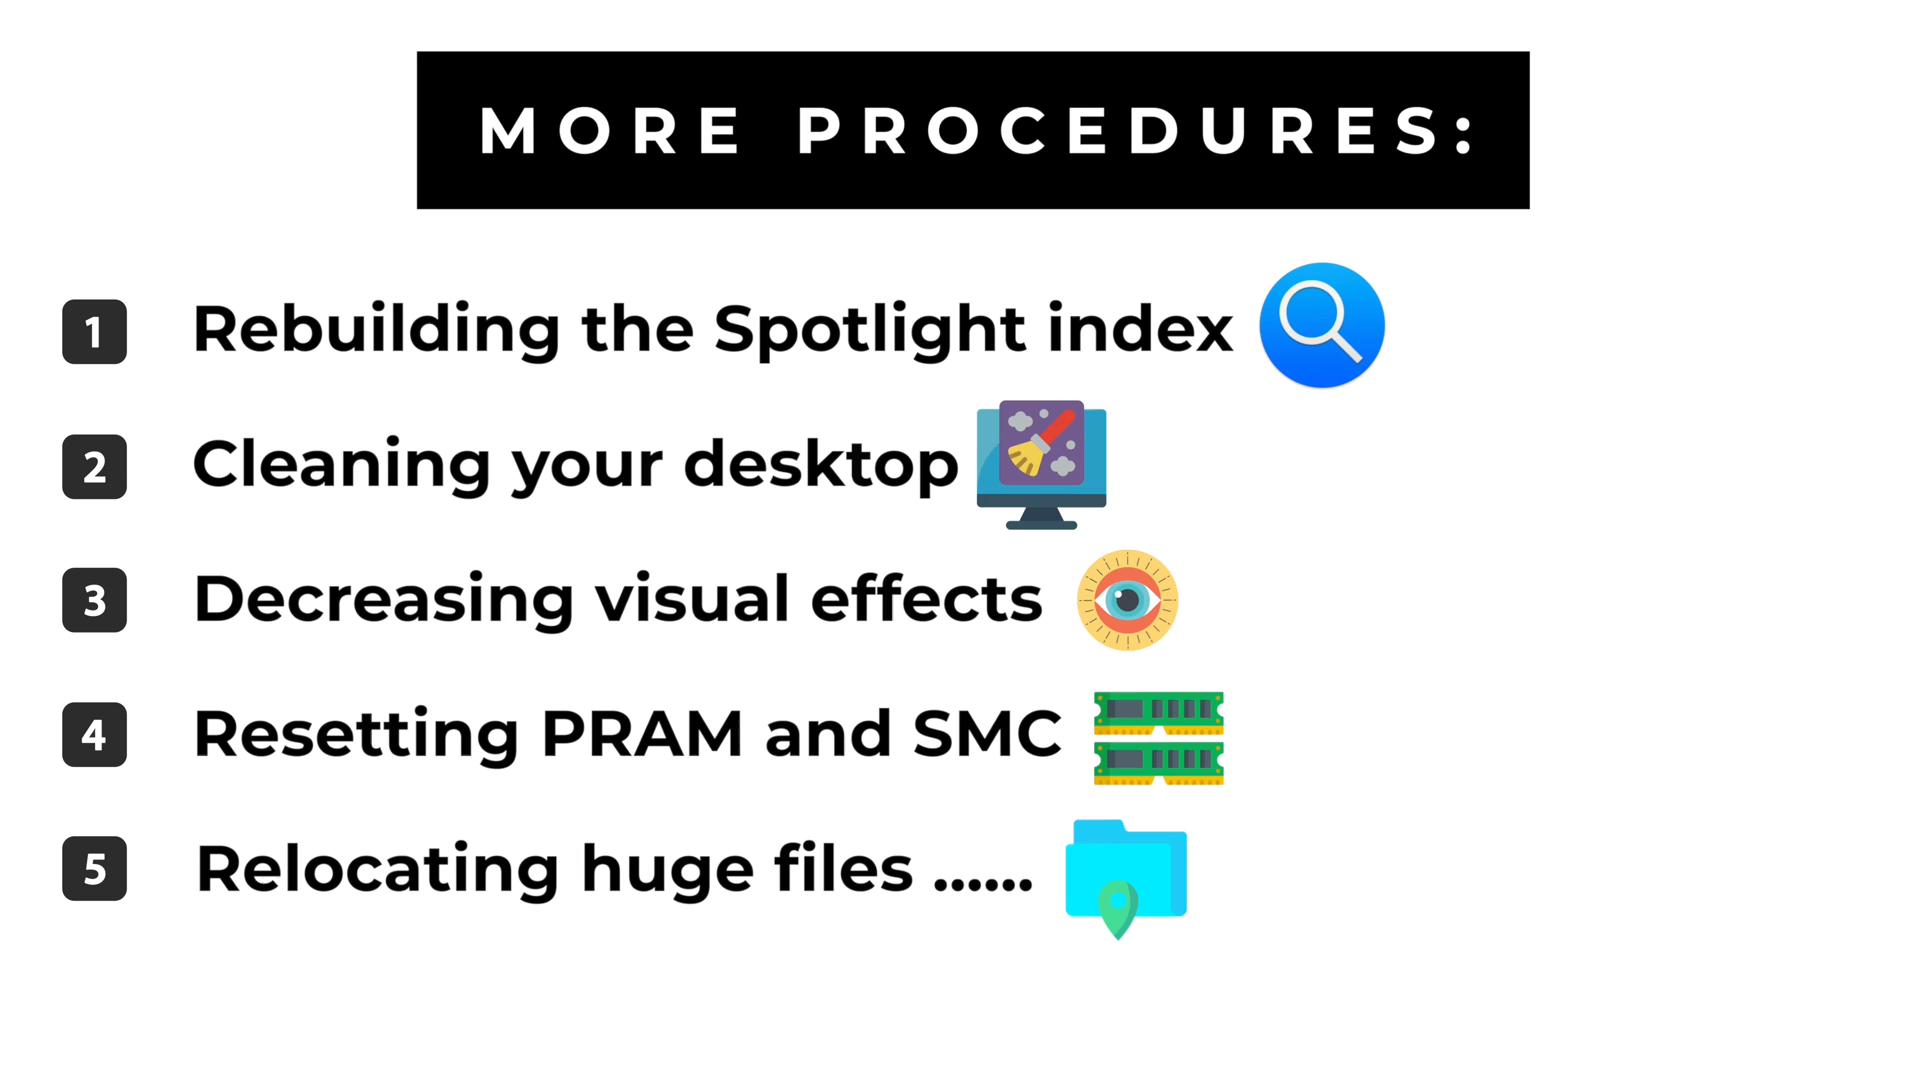 MORE PROCEDURES:
1 Rebuilding the Spotlight index
2 Cleaning your desktop
3 Decreasing visual effects
4 Resetting PRAM and SMC
5 Relocating huge files ......